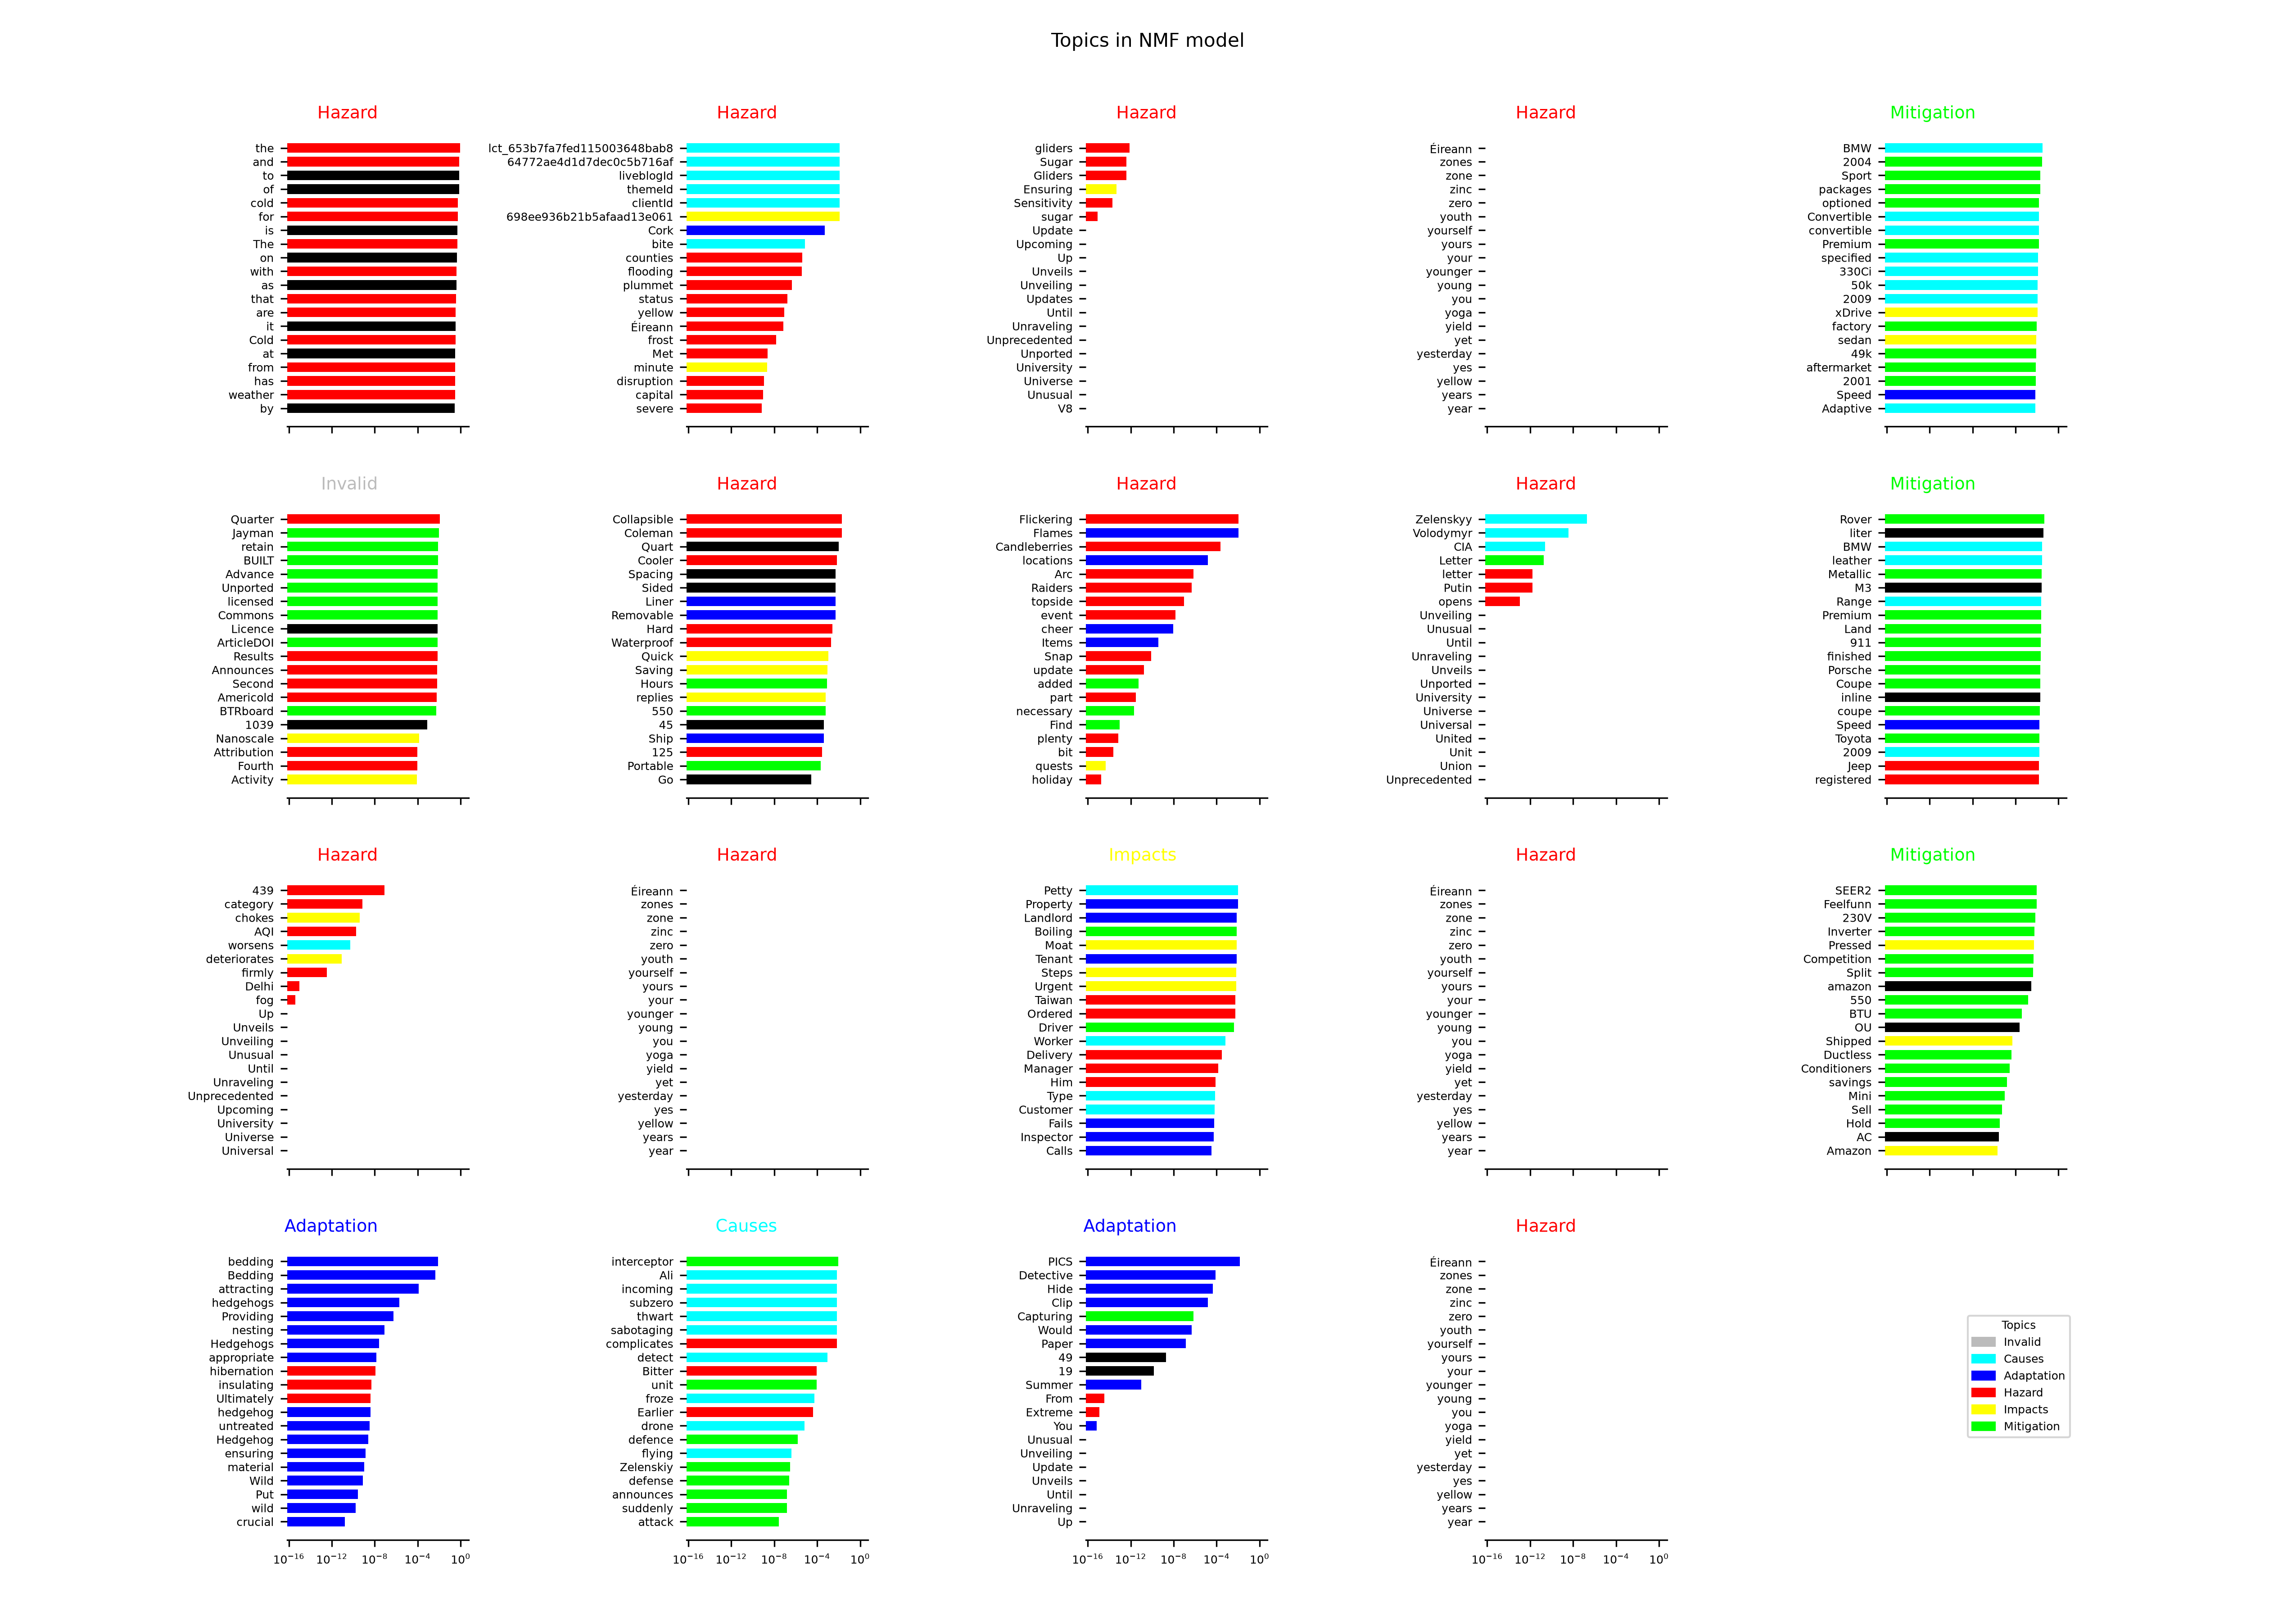 Topics in NMF model
Hazard
the
and
to
of
cold
for
is
The
on
with
as
that
are
it
Cold
at
from
has
weather
by
Hazard
lct_653b7fa7fed115003648bab8
64772ae4d1d7dec0c5b716af
liveblogId
themeId
clientId
698ee936b21b5afaad13e061
Cork
bite
counties
flooding
plummet
status
yellow
Éireann
frost
Met
minute
disruption
capital
severe
Hazard
gliders
Sugar
Gliders
Ensuring
Sensitivity
sugar
Update
Upcoming
Up
Unveils
Unveiling
Updates
Until
Unraveling
Unprecedented
Unported
University
Universe
Unusual
V8
Hazard
Éireann
zones
zone
zinc
zero
youth
yourself
yours
your
younger
young
you
yoga
yield
yet
yesterday
yes
yellow
years
year
Mitigation
BMW
2004
Sport
packages
optioned
Convertible
convertible
Premium
specified
330Ci
50k
2009
xDrive
factory
sedan
49k
aftermarket
2001
Speed
Adaptive
Invalid
Quarter
Jayman
retain
BUILT
Advance
Unported
licensed
Commons
Licence
ArticleDOI
Results
Announces
Second
Americold
BTRboard
1039
Nanoscale
Attribution
Fourth
Activity
Hazard
Collapsible
Coleman
Quart
Cooler
Spacing
Sided
Liner
Removable
Hard
Waterproof
Quick
Saving
Hours
replies
550
45
Ship
125
Portable
Go
Hazard
Flickering
Flames
Candleberries
locations
Arc
Raiders
topside
event
cheer
Items
Snap
update
added
part
necessary
Find
plenty
bit
quests
holiday
Hazard
Zelenskyy
Volodymyr
CIA
Letter
letter
Putin
opens
Unveiling
Unusual
Until
Unraveling
Unveils
Unported
University
Universe
Universal
United
Unit
Union
Unprecedented
Mitigation
Rover
liter
BMW
leather
Metallic
M3
Range
Premium
Land
911
finished
Porsche
Coupe
inline
coupe
Speed
Toyota
2009
Jeep
registered
Hazard
439
category
chokes
AQI
worsens
deteriorates
firmly
Delhi
fog
Up
Unveils
Unveiling
Unusual
Until
Unraveling
Unprecedented
Upcoming
University
Universe
Universal
Hazard
Éireann
zones
zone
zinc
zero
youth
yourself
yours
your
younger
young
you
yoga
yield
yet
yesterday
yes
yellow
years
year
Impacts
Petty
Property
Landlord
Boiling
Moat
Tenant
Steps
Urgent
Taiwan
Ordered
Driver
Worker
Delivery
Manager
Him
Type
Customer
Fails
Inspector
Calls
Hazard
Éireann
zones
zone
zinc
zero
youth
yourself
yours
your
younger
young
you
yoga
yield
yet
yesterday
yes
yellow
years
year
Mitigation
SEER2
Feelfunn
230V
Inverter
Pressed
Competition
Split
amazon
550
BTU
OU
Shipped
Ductless
Conditioners
savings
Mini
Sell
Hold
AC
Amazon
Adaptation
bedding
Bedding
attracting
hedgehogs
Providing
nesting
Hedgehogs
appropriate
hibernation
insulating
Ultimately
hedgehog
untreated
Hedgehog
ensuring
material
Wild
Put
wild
crucial
10⁻¹⁶ 10⁻¹² 10⁻⁸ 10⁻⁴ 10⁰
Causes
interceptor
Ali
incoming
subzero
thwart
sabotaging
complicates
detect
Bitter
unit
froze
Earlier
drone
defence
flying
Zelenskiy
defense
announces
suddenly
attack
10⁻¹⁶ 10⁻¹² 10⁻⁸ 10⁻⁴ 10⁰
Adaptation
PICS
Detective
Hide
Clip
Capturing
Would
Paper
49
19
Summer
From
Extreme
You
Unusual
Unveiling
Update
Unveils
Until
Unraveling
Up
10⁻¹⁶ 10⁻¹² 10⁻⁸ 10⁻⁴ 10⁰
Hazard
Éireann
zones
zone
zinc
zero
youth
yourself
yours
your
younger
young
you
yoga
yield
yet
yesterday
yes
yellow
years
year
10⁻¹⁶ 10⁻¹² 10⁻⁸ 10⁻⁴ 10⁰
Topics
Invalid
Causes
Adaptation
Hazard
Impacts
Mitigation